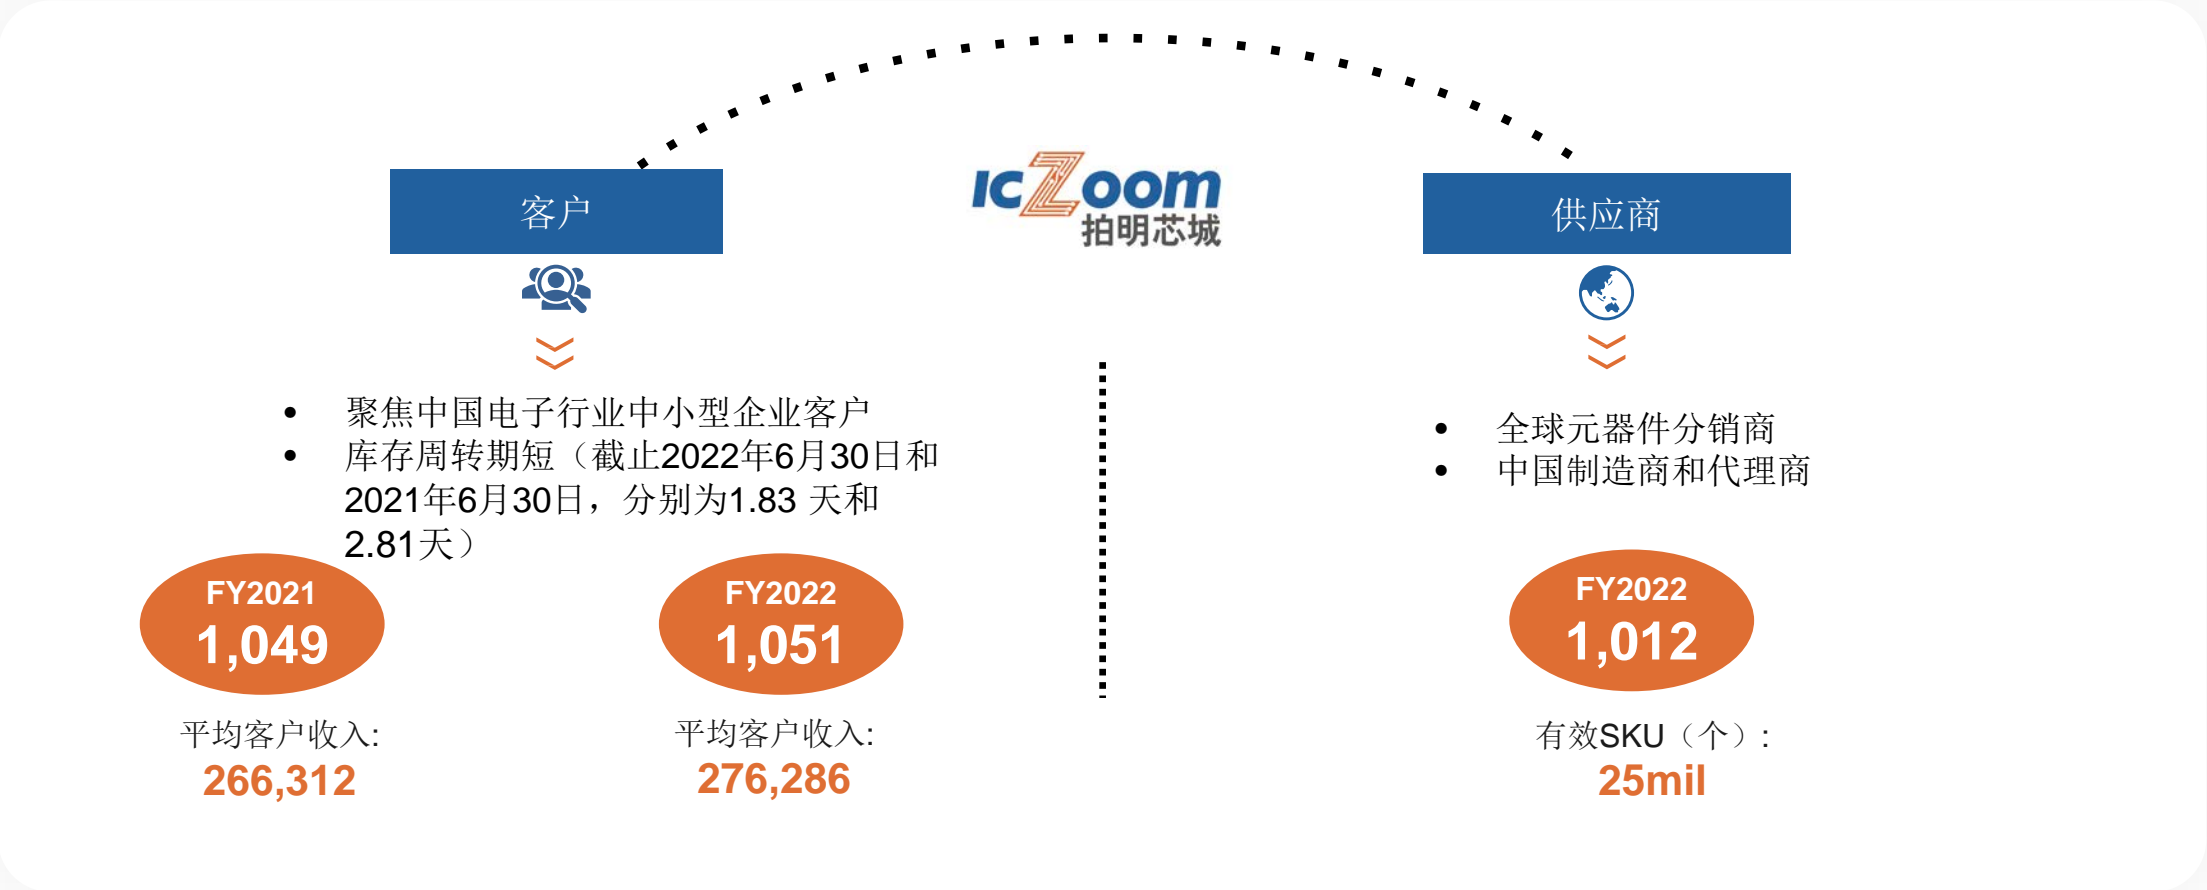 ICZoom
拍明芯城
客户
供应商
• 聚焦中国电子行业中小型企业客户
• 库存周转期短（截止2022年6月30日和
2021年6月30日，分别为1.83 天和
2.81天）
FY2021
1,049
平均客户收入:
266,312
FY2022
1,051
平均客户收入:
276,286
• 全球元器件分销商
• 中国制造商和代理商
FY2022
1,012
有效SKU（个）:
25mil